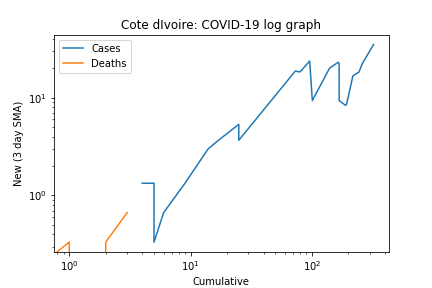 Cote dIvoire: COVID-19 log graph
Cases
Deaths
New (3 day SMA)
10¹
10⁰
10⁰ 10¹ 10²
Cumulative